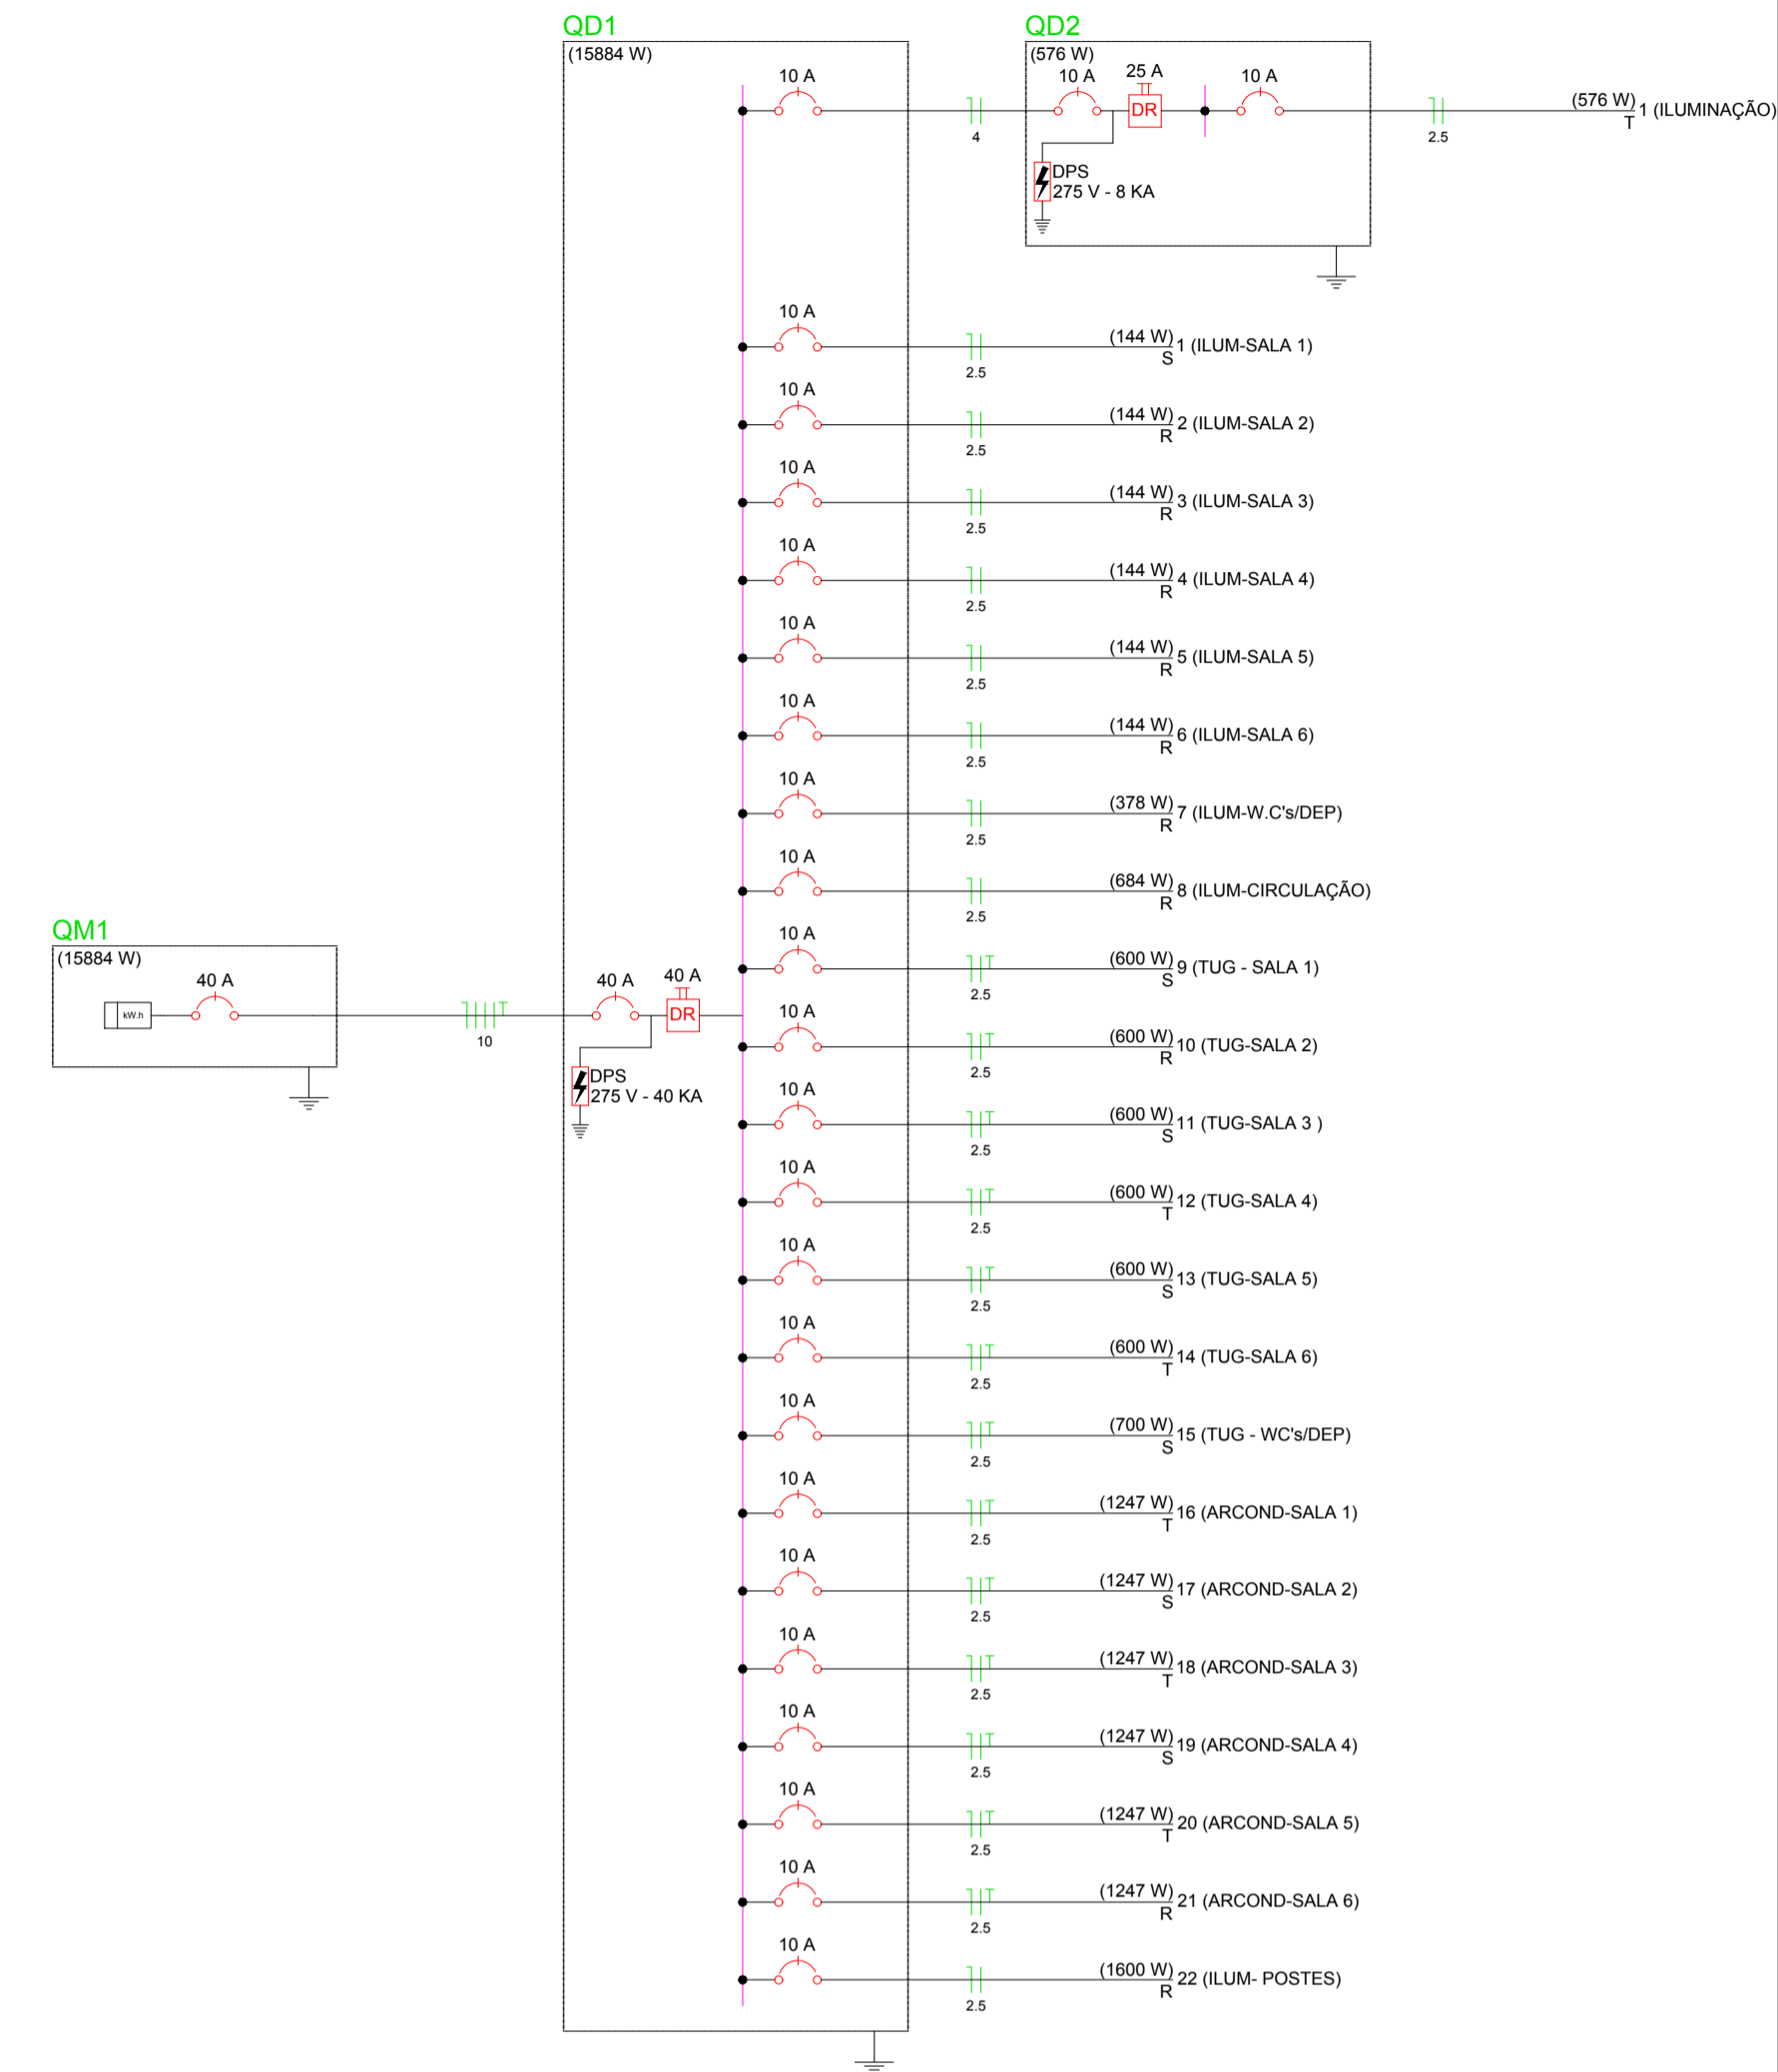 QD1
(15884 W)
10 A
4
QD2
(576 W)
10 A
25 A
DR
10 A
DPS
275 V - 8 KA
2.5
(576 W)
T
1 (ILUMINAÇÃO)
10 A
2.5
(144 W)
S
1 (ILUM-SALA 1)
10 A
2.5
(144 W)
R
2 (ILUM-SALA 2)
10 A
2.5
(144 W)
R
3 (ILUM-SALA 3)
10 A
2.5
(144 W)
R
4 (ILUM-SALA 4)
10 A
2.5
(144 W)
R
5 (ILUM-SALA 5)
10 A
2.5
(144 W)
R
6 (ILUM-SALA 6)
10 A
2.5
(378 W)
R
7 (ILUM-W.C's/DEP)
10 A
2.5
(684 W)
R
8 (ILUM-CIRCULAÇÃO)
QM1
(15884 W)
kW.h
40 A
10
40 A
40 A
DR
DPS
275 V - 40 KA
10 A
2.5
(600 W)
S
9 (TUG - SALA 1)
10 A
2.5
(600 W)
R
10 (TUG-SALA 2)
10 A
2.5
(600 W)
S
11 (TUG-SALA 3 )
10 A
2.5
(600 W)
T
12 (TUG-SALA 4)
10 A
2.5
(600 W)
S
13 (TUG-SALA 5)
10 A
2.5
(600 W)
T
14 (TUG-SALA 6)
10 A
2.5
(700 W)
S
15 (TUG - WC's/DEP)
10 A
2.5
(1247 W)
T
16 (ARCOND-SALA 1)
10 A
2.5
(1247 W)
S
17 (ARCOND-SALA 2)
10 A
2.5
(1247 W)
T
18 (ARCOND-SALA 3)
10 A
2.5
(1247 W)
S
19 (ARCOND-SALA 4)
10 A
2.5
(1247 W)
T
20 (ARCOND-SALA 5)
10 A
2.5
(1247 W)
R
21 (ARCOND-SALA 6)
10 A
2.5
(1600 W)
R
22 (ILUM- POSTES)